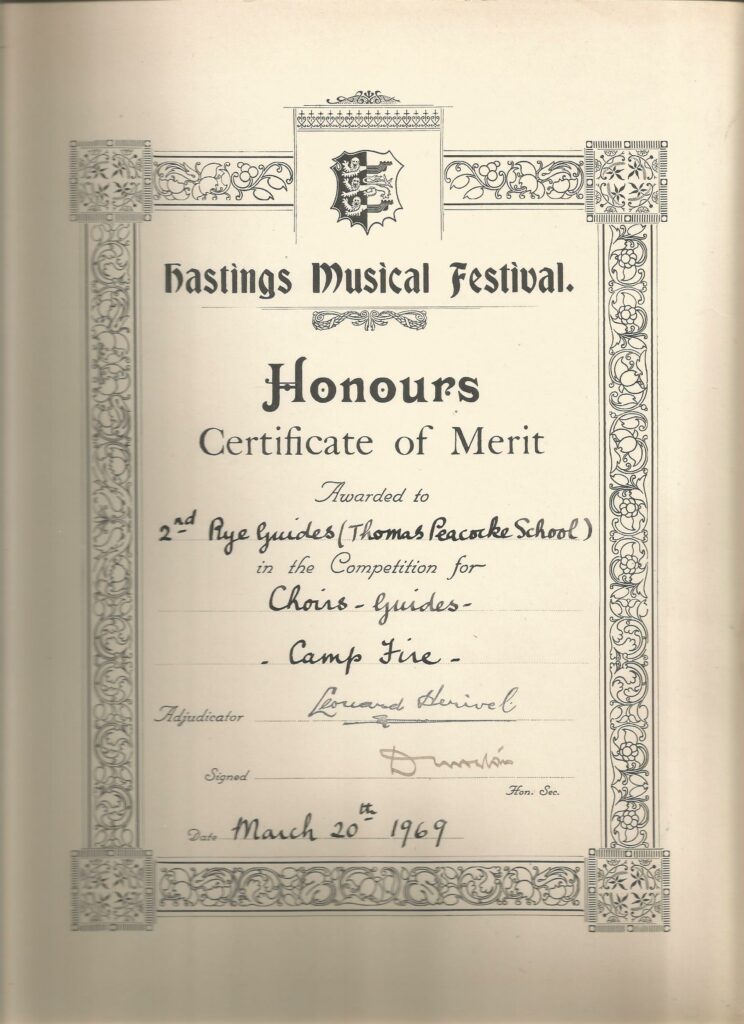 Hastings Musical Festival.
Honours
Certificate of Merit
Awarded to
2nd Rye Guides (Thomas Peacocke School)
in the Competition for
Choirs - Guides -
- Camp Fire -
Adjudicator Leonard Herivel
Signed
Hon. Sec.
Date March 20th 1969